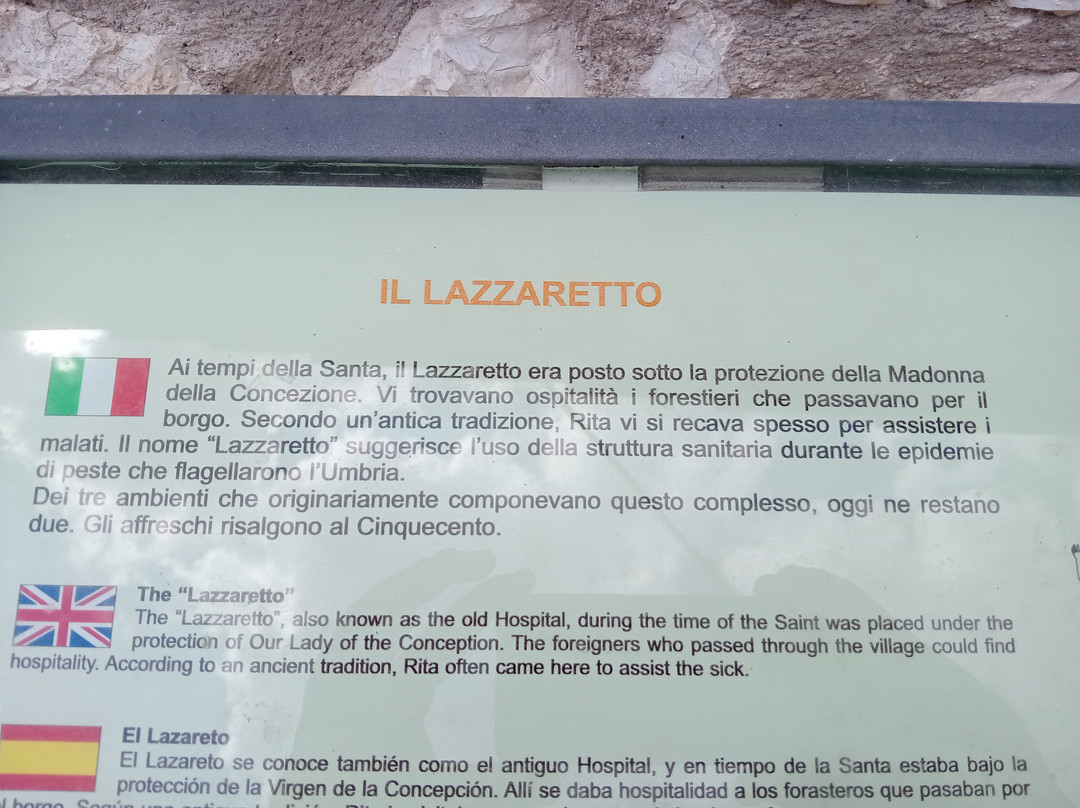 IL LAZZARETTO
Ai tempi della Santa, il Lazzaretto era posto sotto la protezione della Madonna
della Concezione. Vi trovavano ospitalità i forestieri che passavano per il
borgo. Secondo un'antica tradizione, Rita vi si recava spesso per assistere i
malati. Il nome “Lazzaretto” suggerisce l'uso della struttura sanitaria durante le epidemie
di peste che flagellarono l'Umbria.
Dei tre ambienti che originariamente componevano questo complesso, oggi ne restano
due. Gli affreschi risalgono al Cinquecento.
The “Lazzaretto”
The “Lazzaretto”, also known as the old Hospital, during the time of the Saint was placed under the
protection of Our Lady of the Conception. The foreigners who passed through the village could find
hospitality. According to an ancient tradition, Rita often came here to assist the sick.
El Lazareto
El Lazareto se conoce también como el antiguo Hospital, y en tiempo de la Santa estaba bajo la
protección de la Virgen de la Concepción. Allí se daba hospitalidad a los forasteros que pasaban por